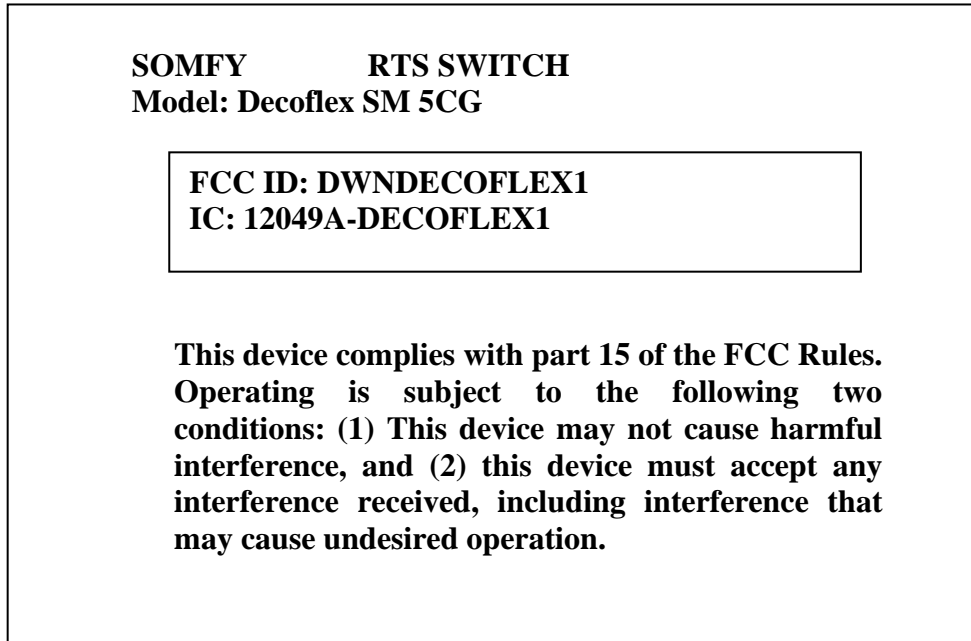 SOMFY RTS SWITCH
Model: Decoflex SM 5CG
FCC ID: DWNDECOFLEX1
IC: 12049A-DECOFLEX1
This device complies with part 15 of the FCC Rules.
Operating is subject to the following two
conditions: (1) This device may not cause harmful
interference, and (2) this device must accept any
interference received, including interference that
may cause undesired operation.